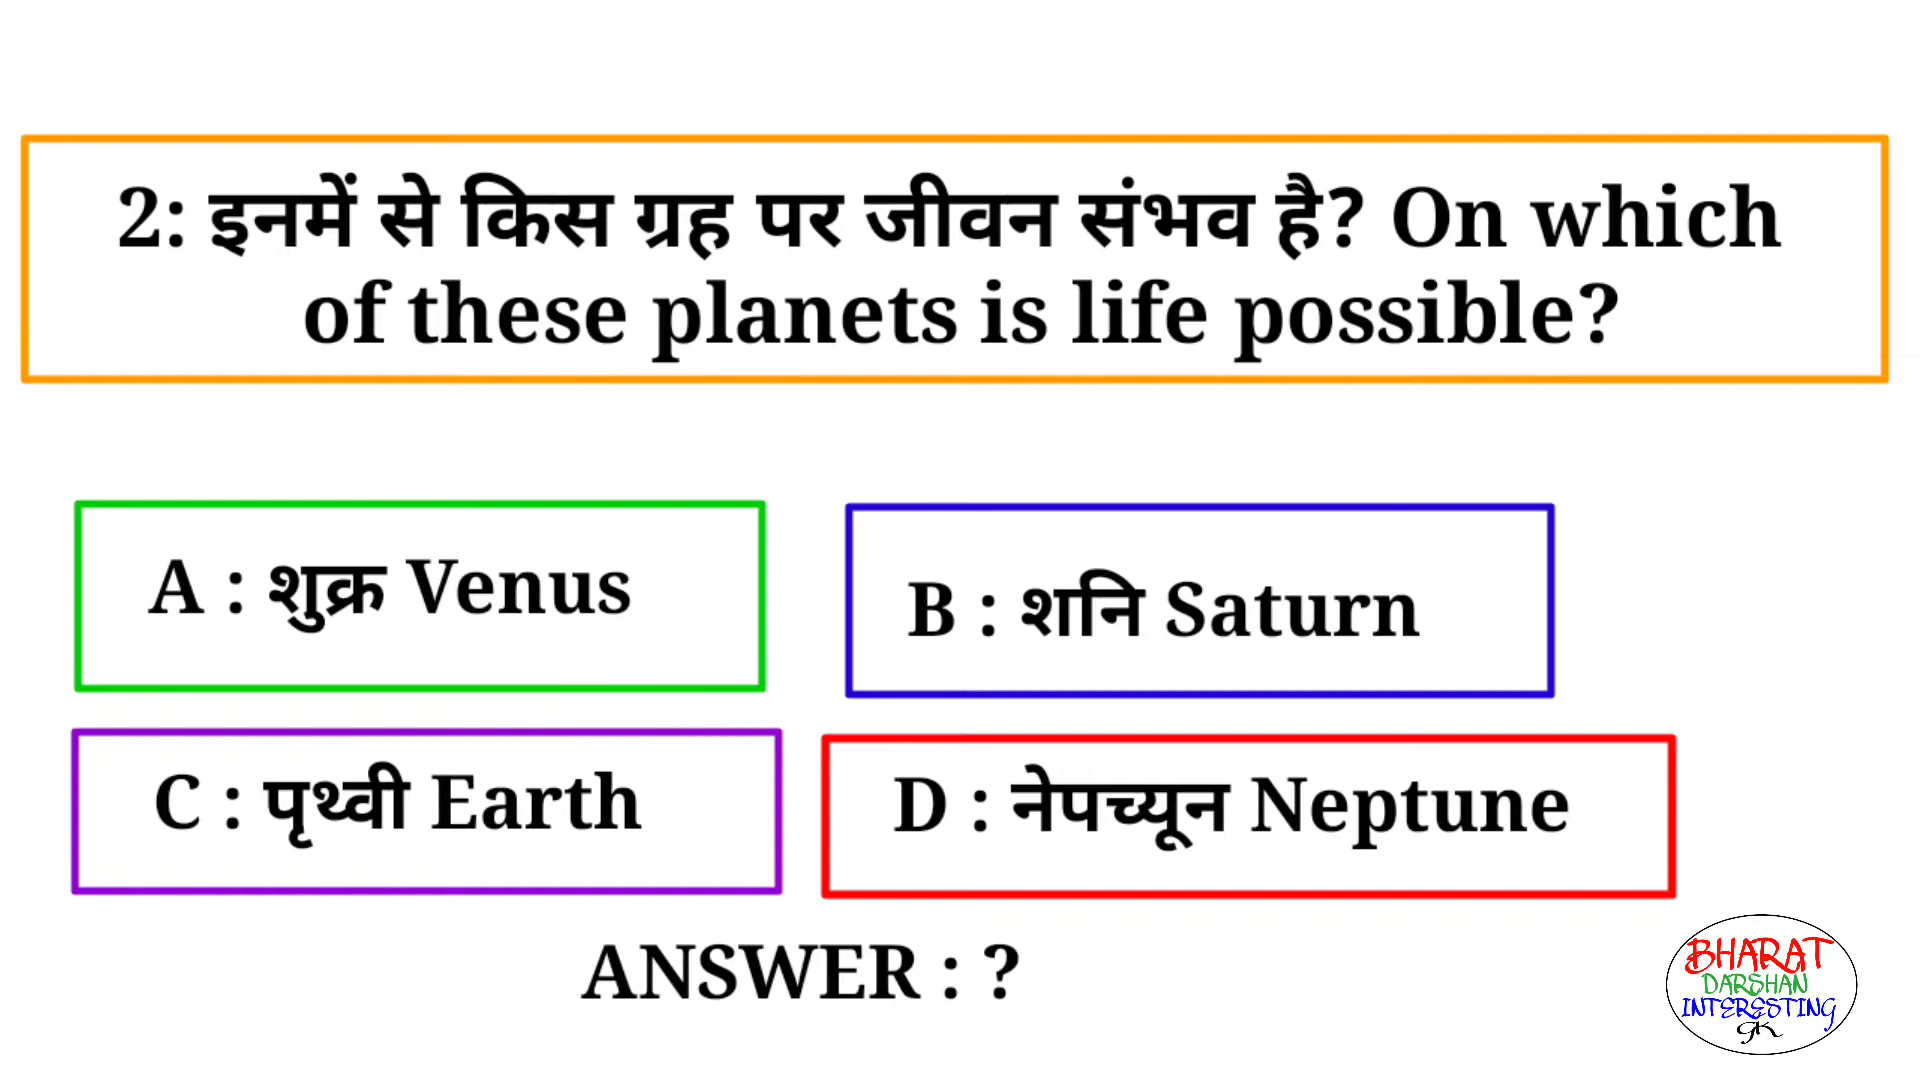 2: इनमें से किस ग्रह पर जीवन संभव है? On which
of these planets is life possible?
A : शुक्र Venus
B : शनि Saturn
C : पृथ्वी Earth
D : नेपच्यून Neptune
ANSWER : ?
BHARAT
DARSHAN
INTERESTING
GK